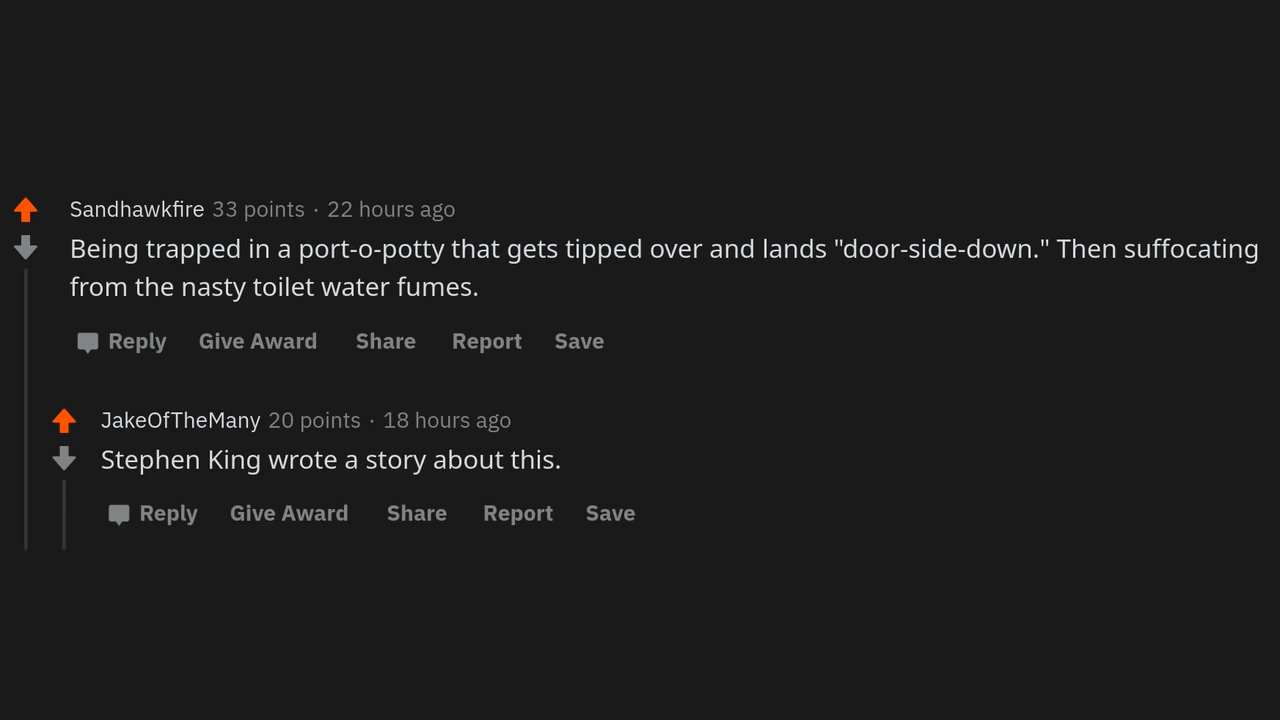 Sandhawkfire 33 points · 22 hours ago
Being trapped in a port-o-potty that gets tipped over and lands "door-side-down." Then suffocating
from the nasty toilet water fumes.
Reply Give Award Share Report Save
JakeOfTheMany 20 points · 18 hours ago
Stephen King wrote a story about this.
Reply Give Award Share Report Save